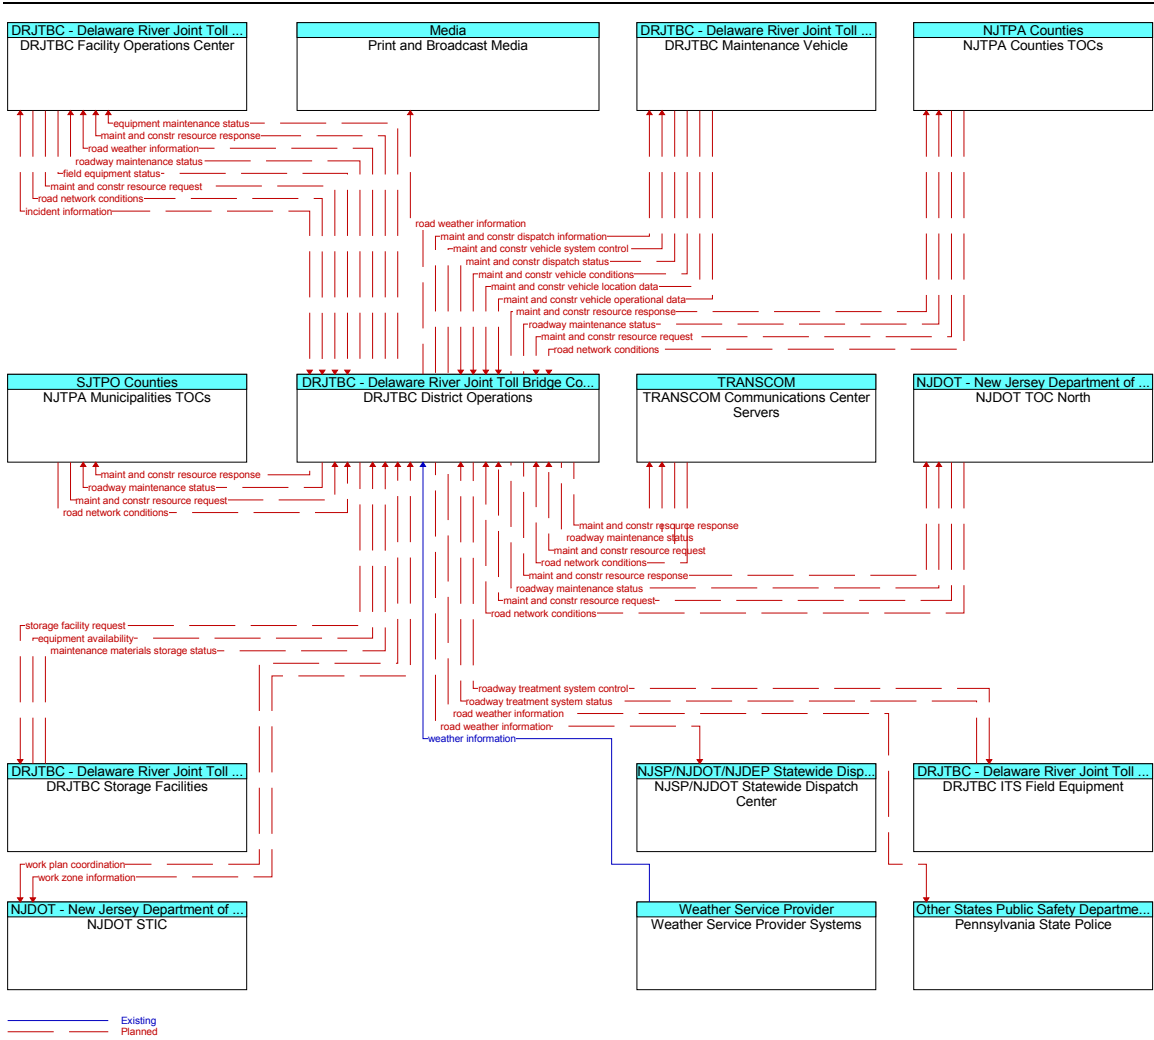 DRJTBC - Delaware River Joint Toll ...
DRJTBC Facility Operations Center
Media
Print and Broadcast Media
DRJTBC - Delaware River Joint Toll ...
DRJTBC Maintenance Vehicle
NJTPA Counties
NJTPA Counties TOCs
equipment maintenance status
maint and constr resource response
road weather information
roadway maintenance status
field equipment status
maint and constr resource request
road network conditions
incident information
road weather information
maint and constr dispatch information
maint and constr vehicle system control
maint and constr dispatch status
maint and constr vehicle conditions
maint and constr vehicle location data
maint and constr vehicle operational data
maint and constr resource response
roadway maintenance status
maint and constr resource request
road network conditions
SJTPO Counties
NJTPA Municipalities TOCs
DRJTBC - Delaware River Joint Toll Bridge Co...
DRJTBC District Operations
TRANSCOM
TRANSCOM Communications Center
Servers
NJDOT - New Jersey Department of ...
NJDOT TOC North
maint and constr resource response
roadway maintenance status
maint and constr resource request
road network conditions
maint and constr resource response
roadway maintenance status
maint and constr resource request
road network conditions
maint and constr resource response
roadway maintenance status
maint and constr resource request
road network conditions
storage facility request
equipment availability
maintenance materials storage status
roadway treatment system control
roadway treatment system status
road weather information
road weather information
weather information
DRJTBC - Delaware River Joint Toll ...
DRJTBC Storage Facilities
NJSP/NJDOT/NJDEP Statewide Disp...
NJSP/NJDOT Statewide Dispatch
Center
DRJTBC - Delaware River Joint Toll ...
DRJTBC ITS Field Equipment
work plan coordination
work zone information
NJDOT - New Jersey Department of ...
NJDOT STIC
Weather Service Provider
Weather Service Provider Systems
Other States Public Safety Departme...
Pennsylvania State Police
Existing
Planned